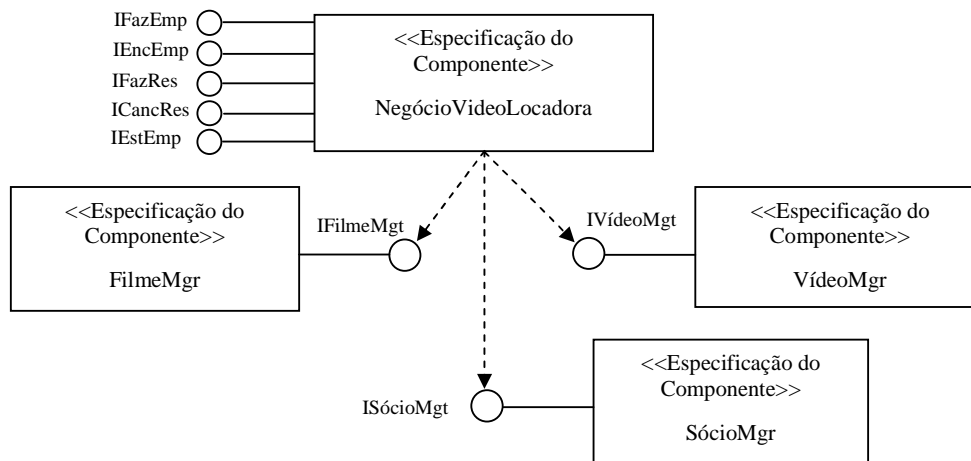 IFazEmp
IEncEmp
IFazRes
ICancRes
IEstEmp
<<Especificação do
Componente>>
NegócioVideoLocadora
<<Especificação do
Componente>>
FilmeMgr
IFilmeMgt
IVídeoMgt
<<Especificação do
Componente>>
VídeoMgr
ISócioMgt
<<Especificação do
Componente>>
SócioMgr